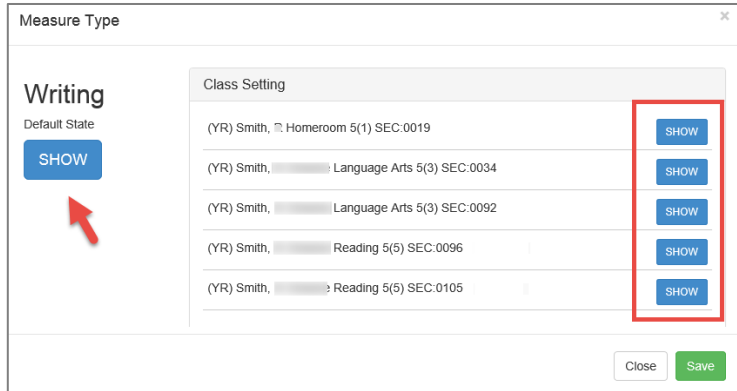 Measure Type
×
Writing
Default State
SHOW
Class Setting
(YR) Smith, Homeroom 5(1) SEC:0019
SHOW
(YR) Smith, Language Arts 5(3) SEC:0034
SHOW
(YR) Smith, Language Arts 5(3) SEC:0092
SHOW
(YR) Smith, Reading 5(5) SEC:0096
SHOW
(YR) Smith, Reading 5(5) SEC:0105
SHOW
Close
Save